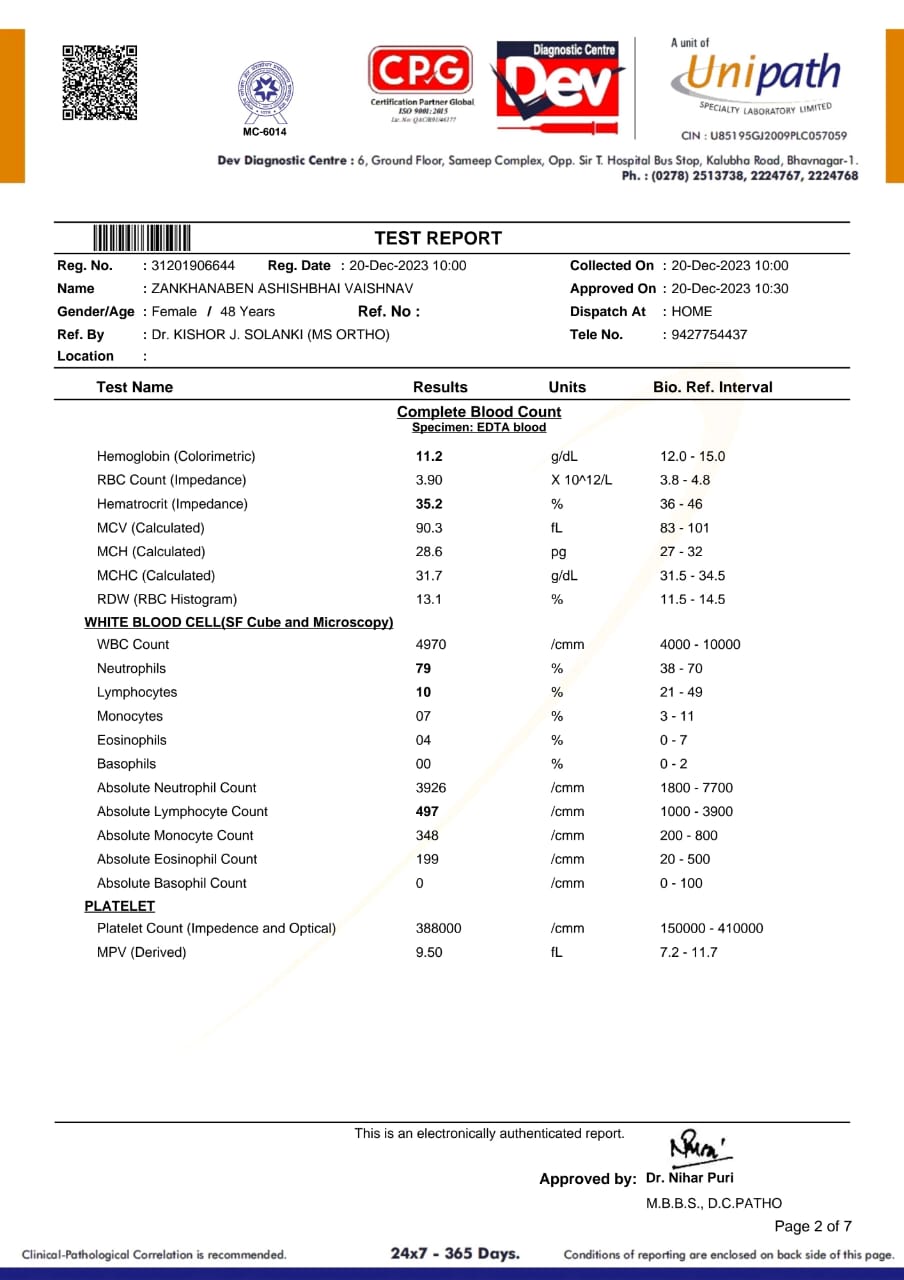 MC-6014
CPG
Certification Partner Global
ISO 9001:2015
Diagnostic Centre
Dev
A unit of
Unipath
SPECIALTY LABORATORY LIMITED
CIN : U85195GJ2009PLC057059
Dev Diagnostic Centre : 6, Ground Floor, Sameep Complex, Opp. Sir T. Hospital Bus Stop, Kalubha Road, Bhavnagar-1.
Ph. : (0278) 2513738, 2224767, 2224768
TEST REPORT
Reg. No. : 31201906644 Reg. Date : 20-Dec-2023 10:00 Collected On : 20-Dec-2023 10:00
Name : ZANKHANABEN ASHISHBHAI VAISHNAV Approved On : 20-Dec-2023 10:30
Gender/Age : Female / 48 Years Ref. No : Dispatch At : HOME
Ref. By : Dr. KISHOR J. SOLANKI (MS ORTHO) Tele No. : 9427754437
Location :
Test Name Results Units Bio. Ref. Interval
Complete Blood Count
Specimen: EDTA blood
Hemoglobin (Colorimetric) 11.2 g/dL 12.0 - 15.0
RBC Count (Impedance) 3.90 X 10^12/L 3.8 - 4.8
Hematrocrit (Impedance) 35.2 % 36 - 46
MCV (Calculated) 90.3 fL 83 - 101
MCH (Calculated) 28.6 pg 27 - 32
MCHC (Calculated) 31.7 g/dL 31.5 - 34.5
RDW (RBC Histogram) 13.1 % 11.5 - 14.5
WHITE BLOOD CELL(SF Cube and Microscopy)
WBC Count 4970 /cmm 4000 - 10000
Neutrophils 79 % 38 - 70
Lymphocytes 10 % 21 - 49
Monocytes 07 % 3 - 11
Eosinophils 04 % 0 - 7
Basophils 00 % 0 - 2
Absolute Neutrophil Count 3926 /cmm 1800 - 7700
Absolute Lymphocyte Count 497 /cmm 1000 - 3900
Absolute Monocyte Count 348 /cmm 200 - 800
Absolute Eosinophil Count 199 /cmm 20 - 500
Absolute Basophil Count 0 /cmm 0 - 100
PLATELET
Platelet Count (Impedence and Optical) 388000 /cmm 150000 - 410000
MPV (Derived) 9.50 fL 7.2 - 11.7
This is an electronically authenticated report.
Approved by: Dr. Nihar Puri
M.B.B.S., D.C.PATHO
Page 2 of 7
Clinical-Pathological Correlation is recommended. 24x7 - 365 Days. Conditions of reporting are enclosed on back side of this page.